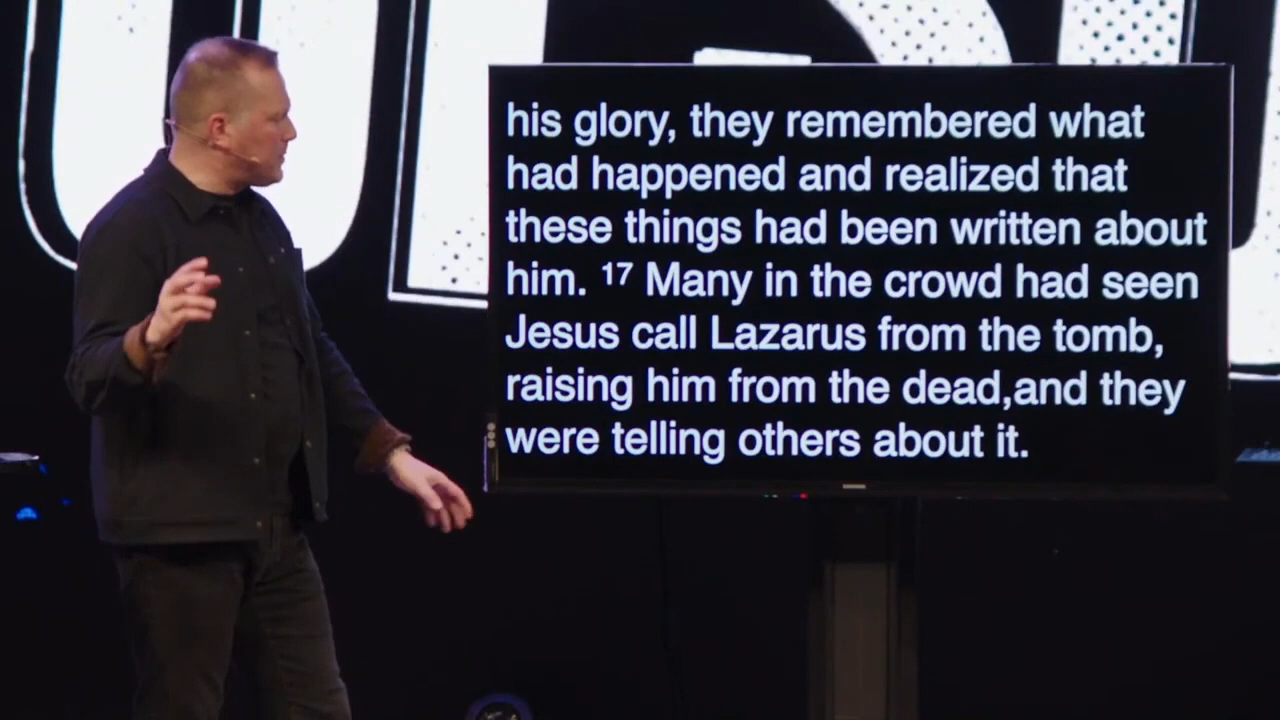 his glory, they remembered what
had happened and realized that
these things had been written about
him. ¹⁷ Many in the crowd had seen
Jesus call Lazarus from the tomb,
raising him from the dead,and they
were telling others about it.